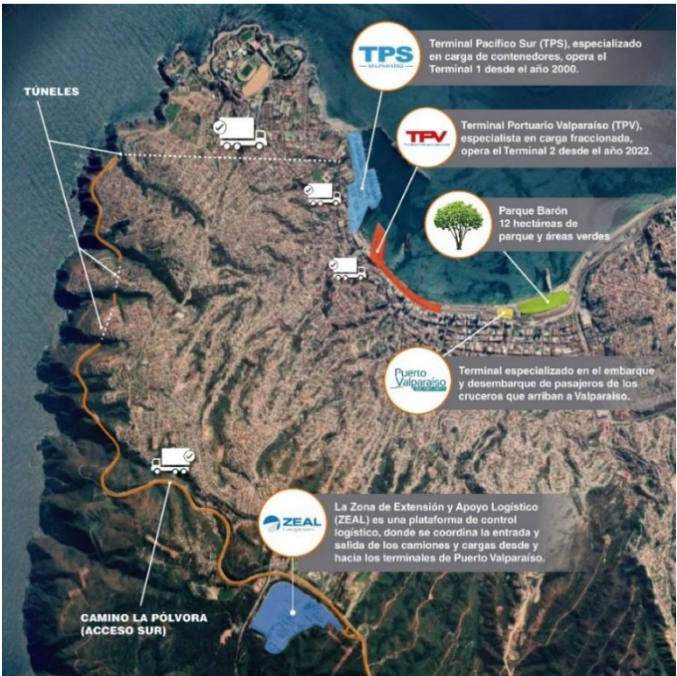 TPS
VALPARAÍSO
Terminal Pacífico Sur (TPS), especializado
en carga de contenedores, opera el
Terminal 1 desde el año 2000.
TÚNELES
TPV
Terminal Portuario Valparaíso (TPV),
especialista en carga fraccionada,
opera el Terminal 2 desde el año 2022.
Parque Barón
12 hectáreas de
parque y áreas verdes
Puerto
Valparaíso
Terminal especializado en el embarque
y desembarque de pasajeros de los
cruceros que arriban a Valparaíso.
ZEAL
La Zona de Extensión y Apoyo Logístico
(ZEAL) es una plataforma de control
logístico, donde se coordina la entrada y
salida de los camiones y cargas desde y
hacia los terminales de Puerto Valparaíso.
CAMINO LA PÓLVORA
(ACCESO SUR)